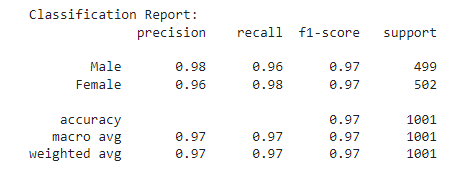 Classification Report:
precision recall f1-score support
Male 0.98 0.96 0.97 499
Female 0.96 0.98 0.97 502
accuracy 0.97 1001
macro avg 0.97 0.97 0.97 1001
weighted avg 0.97 0.97 0.97 1001